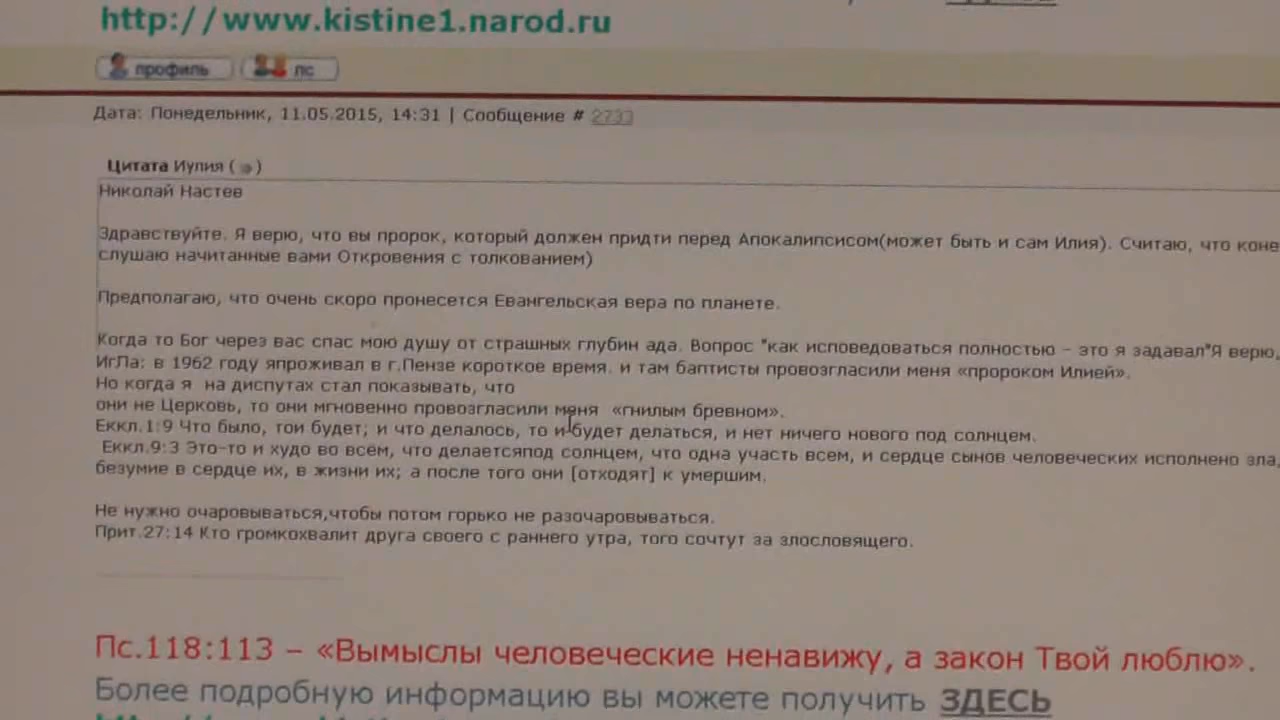 http://www.kistine1.narod.ru
профиль лс
Дата: Понедельник, 11.05.2015, 14:31 | Сообщение # 2733
Цитата Иулия ( )
Николай Настев
Здравствуйте. Я верю, что вы пророк, который должен придти перед Апокалипсисом(может быть и сам Илия). Считаю, что коне
слушаю начитанные вами Откровения с толкованием)
Предполагаю, что очень скоро пронесется Евангельская вера по планете.
Когда то Бог через вас спас мою душу от страшных глубин ада. Вопрос "как исповедоваться полностью – это я задавал"Я верю,
ИгЛа: в 1962 году япроживал в г.Пензе короткое время. и там баптисты провозгласили меня «пророком Илией».
Но когда я на диспутах стал показывать, что
они не Церковь, то они мгновенно провозгласили меня «гнилым бревном».
Еккл.1:9 Что было, тои будет; и что делалось, то и будет делаться, и нет ничего нового под солнцем.
Еккл.9:3 Это-то и худо во всем, что делаетсяпод солнцем, что одна участь всем, и сердце сынов человеческих исполнено зла,
безумие в сердце их, в жизни их; а после того они [отходят] к умершим.
Не нужно очаровываться,чтобы потом горько не разочаровываться.
Прит.27:14 Кто громкохвалит друга своего с раннего утра, того сочтут за злословящего.
Пс.118:113 – «Вымыслы человеческие ненавижу, а закон Твой люблю».
Более подробную информацию вы можете получить ЗДЕСЬ